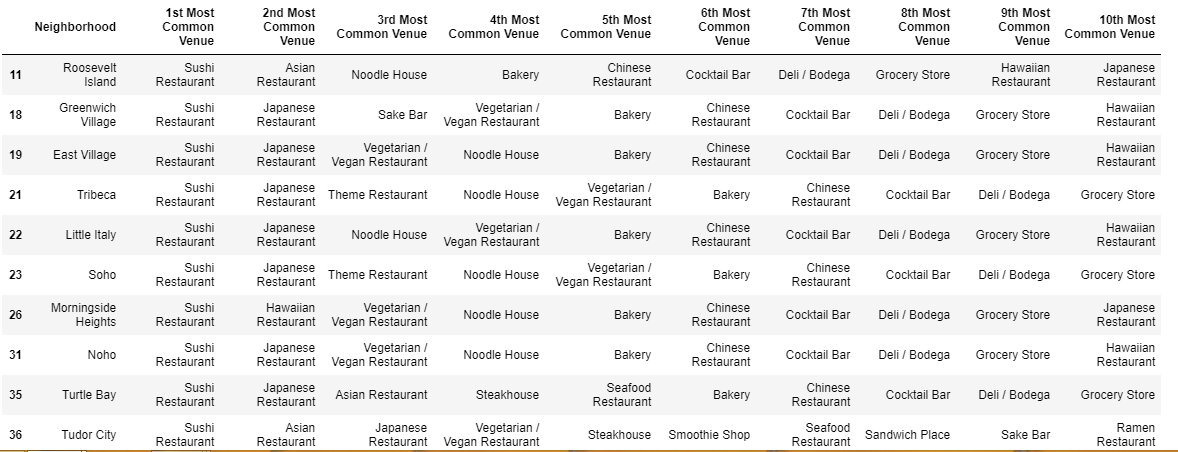 Neighborhood 1st Most Common Venue 2nd Most Common Venue 3rd Most Common Venue 4th Most Common Venue 5th Most Common Venue 6th Most Common Venue 7th Most Common Venue 8th Most Common Venue 9th Most Common Venue 10th Most Common Venue
11 Roosevelt Island Sushi Restaurant Asian Restaurant Noodle House Bakery Chinese Restaurant Cocktail Bar Deli / Bodega Grocery Store Hawaiian Restaurant Japanese Restaurant
18 Greenwich Village Sushi Restaurant Japanese Restaurant Sake Bar Vegetarian / Vegan Restaurant Bakery Chinese Restaurant Cocktail Bar Deli / Bodega Grocery Store Hawaiian Restaurant
19 East Village Sushi Restaurant Japanese Restaurant Vegetarian / Vegan Restaurant Noodle House Bakery Chinese Restaurant Cocktail Bar Deli / Bodega Grocery Store Hawaiian Restaurant
21 Tribeca Sushi Restaurant Japanese Restaurant Theme Restaurant Noodle House Vegetarian / Vegan Restaurant Bakery Chinese Restaurant Cocktail Bar Deli / Bodega Grocery Store
22 Little Italy Sushi Restaurant Japanese Restaurant Noodle House Vegetarian / Vegan Restaurant Bakery Chinese Restaurant Cocktail Bar Deli / Bodega Grocery Store Hawaiian Restaurant
23 Soho Sushi Restaurant Japanese Restaurant Theme Restaurant Noodle House Vegetarian / Vegan Restaurant Bakery Chinese Restaurant Cocktail Bar Deli / Bodega Grocery Store
26 Morningside Heights Sushi Restaurant Hawaiian Restaurant Vegetarian / Vegan Restaurant Noodle House Bakery Chinese Restaurant Cocktail Bar Deli / Bodega Grocery Store Japanese Restaurant
31 Noho Sushi Restaurant Japanese Restaurant Vegetarian / Vegan Restaurant Noodle House Bakery Chinese Restaurant Cocktail Bar Deli / Bodega Grocery Store Hawaiian Restaurant
35 Turtle Bay Sushi Restaurant Japanese Restaurant Asian Restaurant Steakhouse Seafood Restaurant Bakery Chinese Restaurant Cocktail Bar Deli / Bodega Grocery Store
36 Tudor City Sushi Restaurant Asian Restaurant Japanese Restaurant Vegetarian / Vegan Restaurant Steakhouse Smoothie Shop Seafood Restaurant Sandwich Place Sake Bar Ramen Restaurant